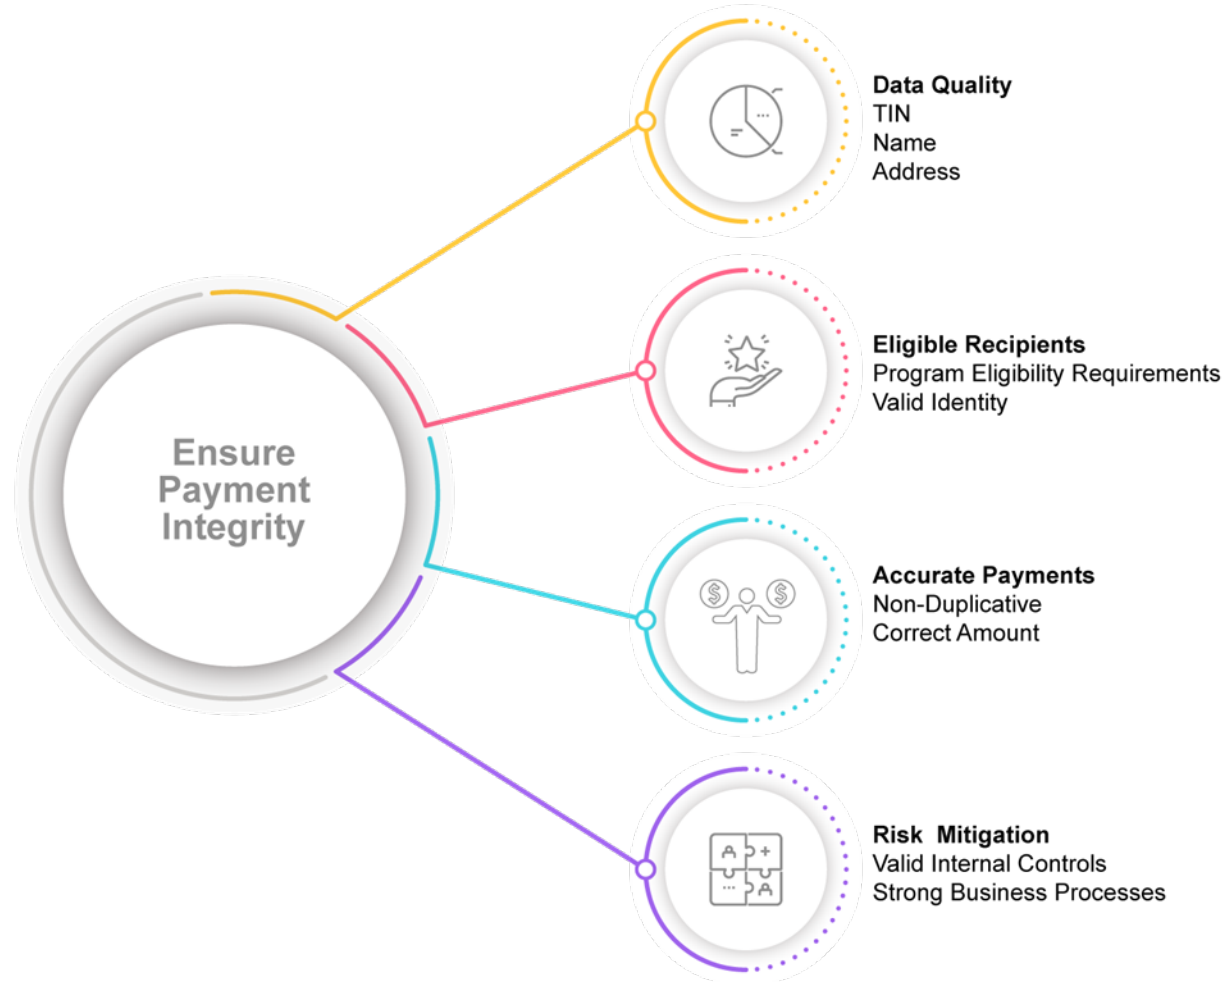 Ensure
Payment
Integrity
Data Quality
TIN
Name
Address
Eligible Recipients
Program Eligibility Requirements
Valid Identity
$ $
Accurate Payments
Non-Duplicative
Correct Amount
Risk Mitigation
Valid Internal Controls
Strong Business Processes